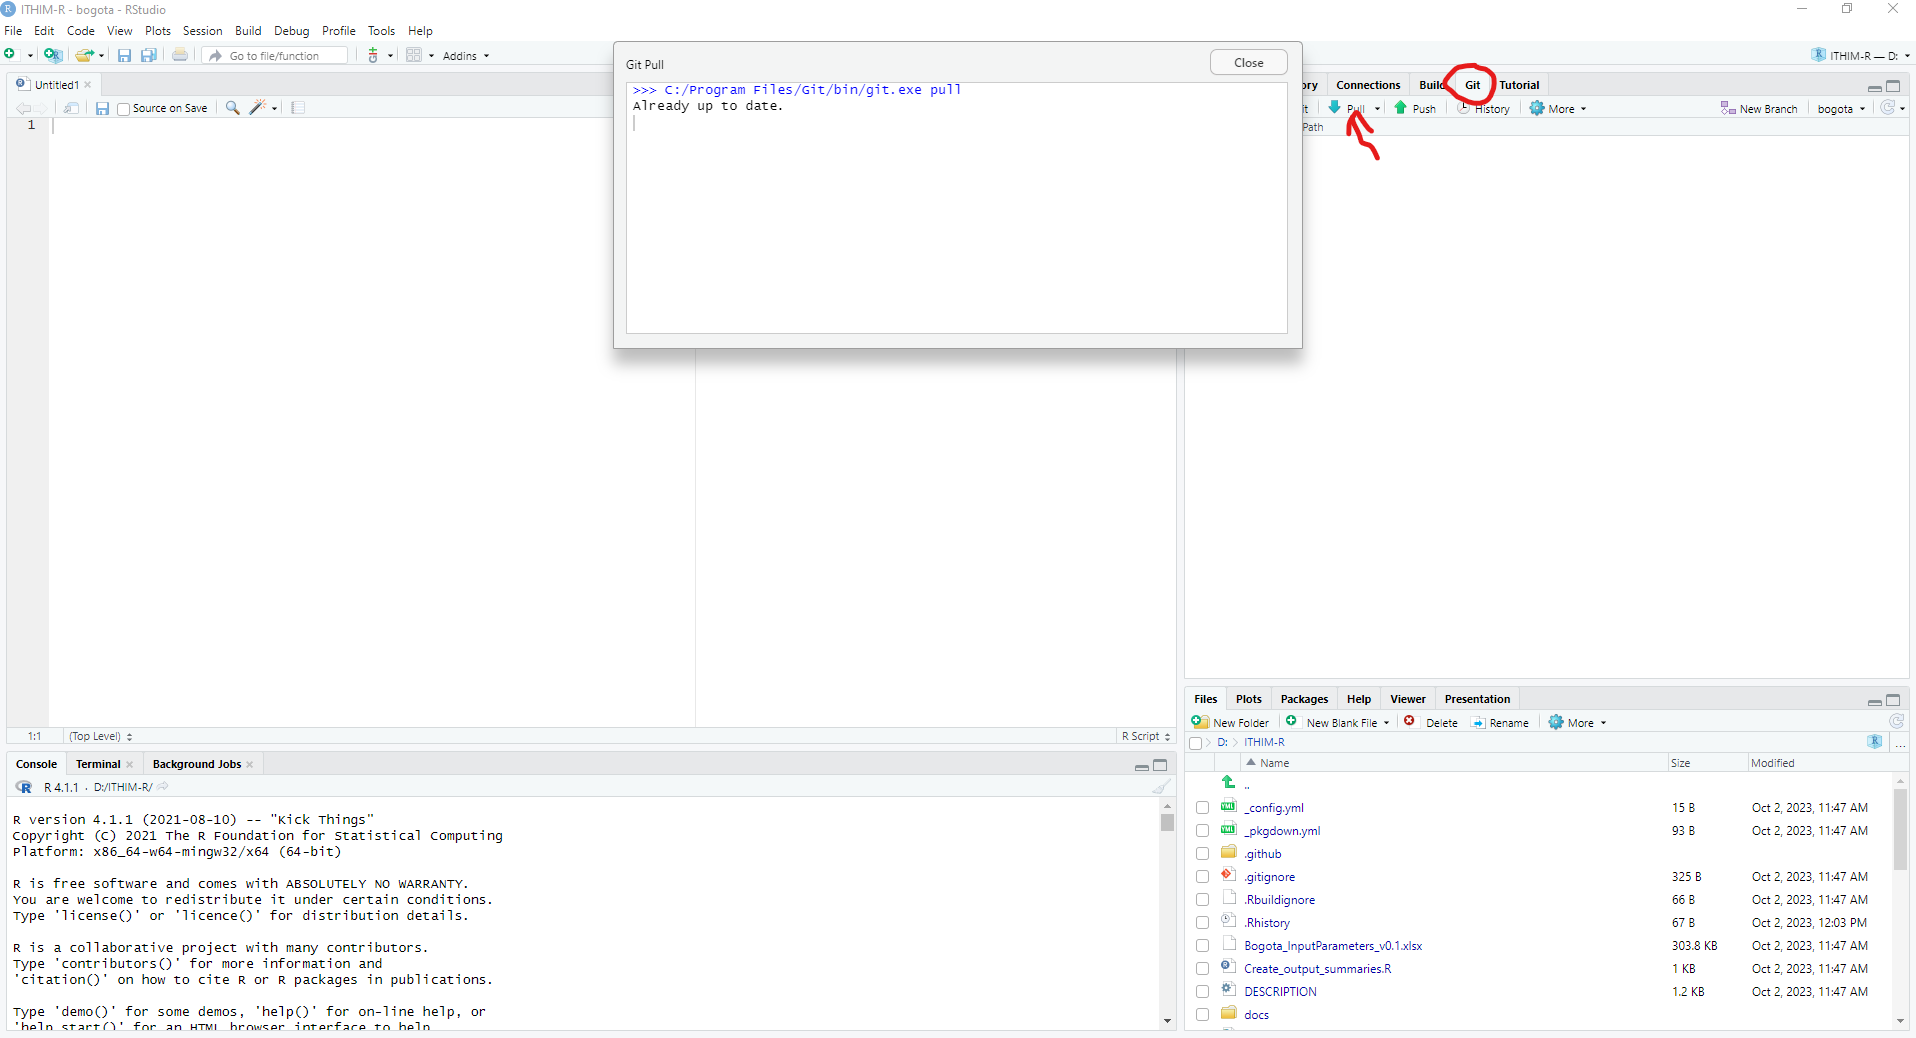 ITHIM-R - bogota - RStudio
File Edit Code View Plots Session Build Debug Profile Tools Help
Go to file/function Addins ITHIM-R — D:
Git Pull Close
>>> C:/Program Files/Git/bin/git.exe pull
Already up to date.
Untitled1
Source on Save
1
ory Connections Build Git Tutorial
it Pull Push History More New Branch bogota
Path
1:1 (Top Level) R Script
Console Terminal Background Jobs
R 4.1.1 · D:/ITHIM-R/
R version 4.1.1 (2021-08-10) -- "Kick Things"
Copyright (C) 2021 The R Foundation for Statistical Computing
Platform: x86_64-w64-mingw32/x64 (64-bit)
R is free software and comes with ABSOLUTELY NO WARRANTY.
You are welcome to redistribute it under certain conditions.
Type 'license()' or 'licence()' for distribution details.
R is a collaborative project with many contributors.
Type 'contributors()' for more information and
'citation()' on how to cite R or R packages in publications.
Type 'demo()' for some demos, 'help()' for on-line help, or
'help.start()' for an HTML browser interface to help.
Files Plots Packages Help Viewer Presentation
New Folder New Blank File Delete Rename More
D: ITHIM-R ...
Name Size Modified
..
_config.yml 15 B Oct 2, 2023, 11:47 AM
_pkgdown.yml 93 B Oct 2, 2023, 11:47 AM
.github
.gitignore 325 B Oct 2, 2023, 11:47 AM
.Rbuildignore 66 B Oct 2, 2023, 11:47 AM
.Rhistory 67 B Oct 2, 2023, 12:03 PM
Bogota_InputParameters_v0.1.xlsx 303.8 KB Oct 2, 2023, 11:47 AM
Create_output_summaries.R 1 KB Oct 2, 2023, 11:47 AM
DESCRIPTION 1.2 KB Oct 2, 2023, 11:47 AM
docs